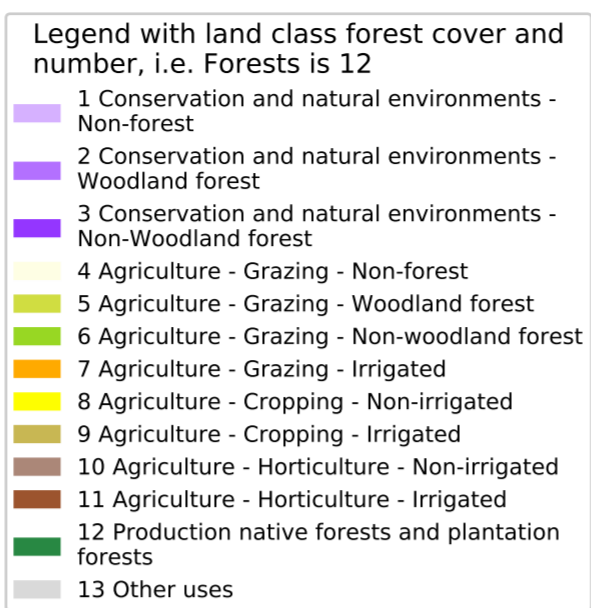 Legend with land class forest cover and
number, i.e. Forests is 12
1 Conservation and natural environments -
Non-forest
2 Conservation and natural environments -
Woodland forest
3 Conservation and natural environments -
Non-Woodland forest
4 Agriculture - Grazing - Non-forest
5 Agriculture - Grazing - Woodland forest
6 Agriculture - Grazing - Non-woodland forest
7 Agriculture - Grazing - Irrigated
8 Agriculture - Cropping - Non-irrigated
9 Agriculture - Cropping - Irrigated
10 Agriculture - Horticulture - Non-irrigated
11 Agriculture - Horticulture - Irrigated
12 Production native forests and plantation
forests
13 Other uses